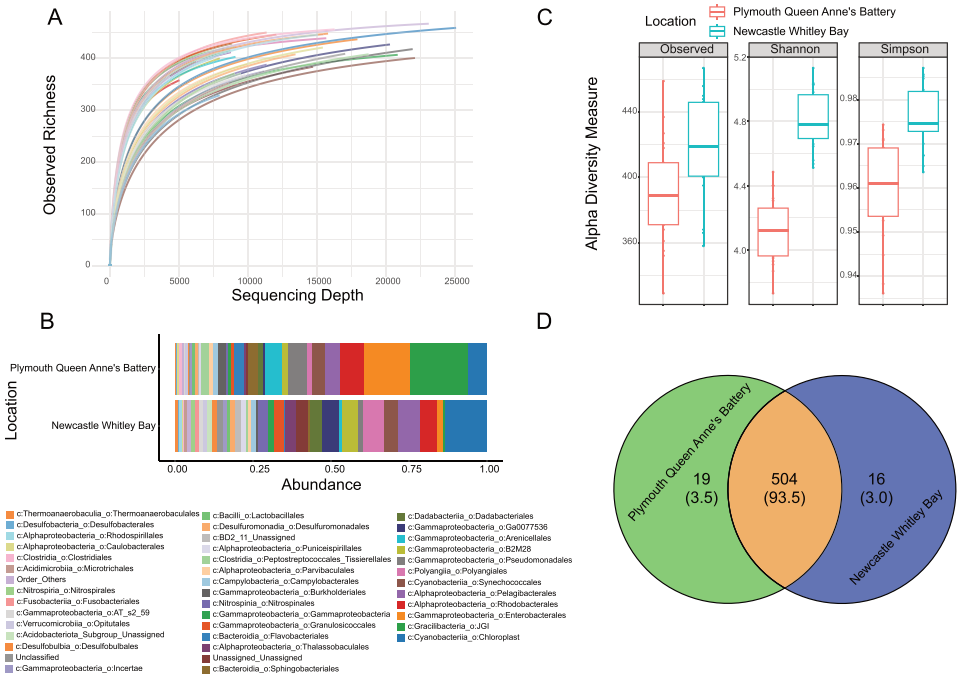 A
Observed Richness
400
300
200
100
0
0
5000
10000
15000
20000
25000
Sequencing Depth
B
Location
Plymouth Queen Anne's Battery
Newcastle Whitley Bay
0.00
0.25
0.50
0.75
1.00
Abundance
c:Thermoanaerobaculia_o:Thermoanaerobaculales
c:Desulfobacteria_o:Desulfobacterales
c:Alphaproteobacteria_o:Rhodospirillales
c:Alphaproteobacteria_o:Caulobacterales
c:Clostridia_o:Clostridiales
c:Acidimicrobiia_o:Microtrichales
Order_Others
c:Nitrospiria_o:Nitrospirales
c:Fusobacteriia_o:Fusobacteriales
c:Gammaproteobacteria_o:AT_s2_59
c:Verrucomicrobiia_o:Opitutales
c:Acidobacteriota_Subgroup_Unassigned
c:Desulfobulbia_o:Desulfobulbales
Unclassified
c:Gammaproteobacteria_o:Incertae
c:Bacilli_o:Lactobacillales
c:Desulfuromonadia_o:Desulfuromonadales
c:BD2_11_Unassigned
c:Alphaproteobacteria_o:Puniceispirillales
c:Clostridia_o:Peptostreptococcales_Tissierellales
c:Alphaproteobacteria_o:Parvibaculales
c:Campylobacteria_o:Campylobacterales
c:Gammaproteobacteria_o:Burkholderiales
c:Nitrospinia_o:Nitrospinales
c:Gammaproteobacteria_o:Gammaproteobacteria
c:Gammaproteobacteria_o:Granulosicoccales
c:Bacteroidia_o:Flavobacteriales
c:Alphaproteobacteria_o:Thalassobaculales
Unassigned_Unassigned
c:Bacteroidia_o:Sphingobacteriales
c:Dadabacteria_o:Dadabacteriales
c:Gammaproteobacteria_o:Ga0077536
c:Gammaproteobacteria_o:Arenicellales
c:Gammaproteobacteria_o:B2M28
c:Gammaproteobacteria_o:Pseudomonadales
c:Polyangia_o:Polyangiales
c:Cyanobacteriia_o:Synechococcales
c:Alphaproteobacteria_o:Pelagibacterales
c:Alphaproteobacteria_o:Rhodobacterales
c:Gammaproteobacteria_o:Enterobacterales
c:Gracilibacteria_o:JGI
c:Cyanobacteriia_o:Chloroplast
C
Location
Plymouth Queen Anne's Battery
Newcastle Whitley Bay
Alpha Diversity Measure
Observed
Shannon
Simpson
440
400
360
5.2
4.8
4.4
4.0
0.98
0.97
0.96
0.95
0.94
D
Plymouth Queen Anne's Battery
19
(3.5)
504
(93.5)
16
(3.0)
Newcastle Whitley Bay